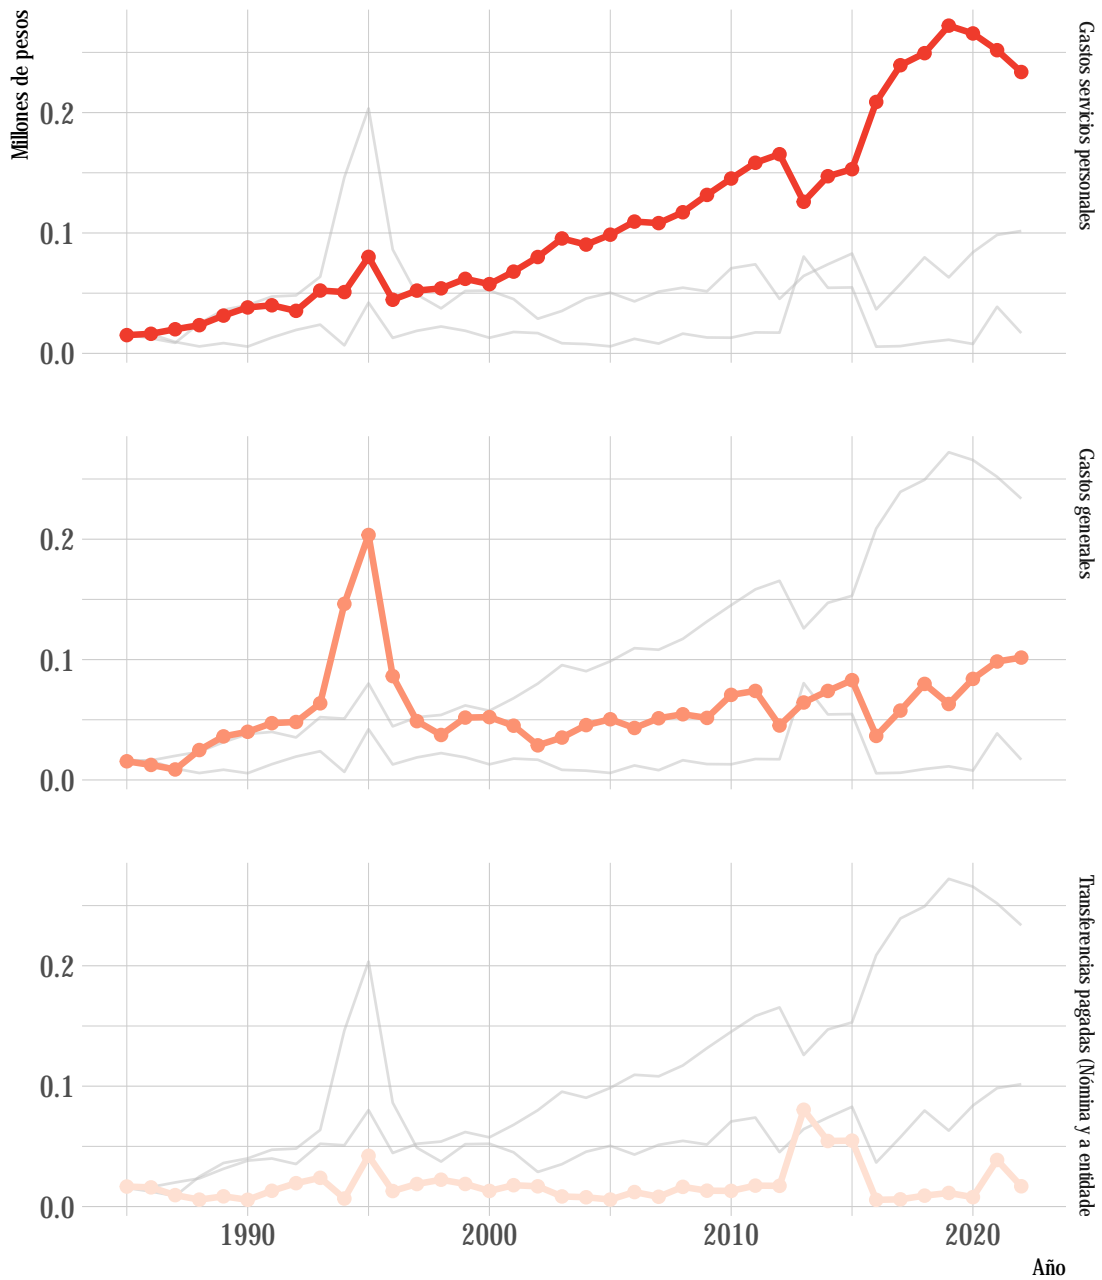 Millones de pesos
0.2
0.1
0.0
Gastos servicios personales
0.2
0.1
0.0
Gastos generales
0.2
0.1
0.0
Transferencias pagadas (Nómina y a entidade
1990
2000
2010
2020
Año